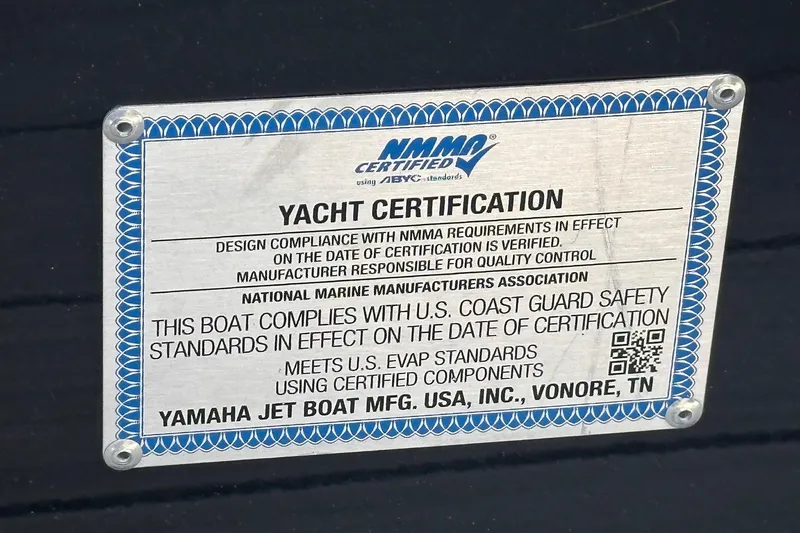 NMMA®
CERTIFIED
using ABYC standards
YACHT CERTIFICATION
DESIGN COMPLIANCE WITH NMMA REQUIREMENTS IN EFFECT
ON THE DATE OF CERTIFICATION IS VERIFIED.
MANUFACTURER RESPONSIBLE FOR QUALITY CONTROL
NATIONAL MARINE MANUFACTURERS ASSOCIATION
THIS BOAT COMPLIES WITH U.S. COAST GUARD SAFETY
STANDARDS IN EFFECT ON THE DATE OF CERTIFICATION
MEETS U.S. EVAP STANDARDS
USING CERTIFIED COMPONENTS
YAMAHA JET BOAT MFG. USA, INC., VONORE, TN